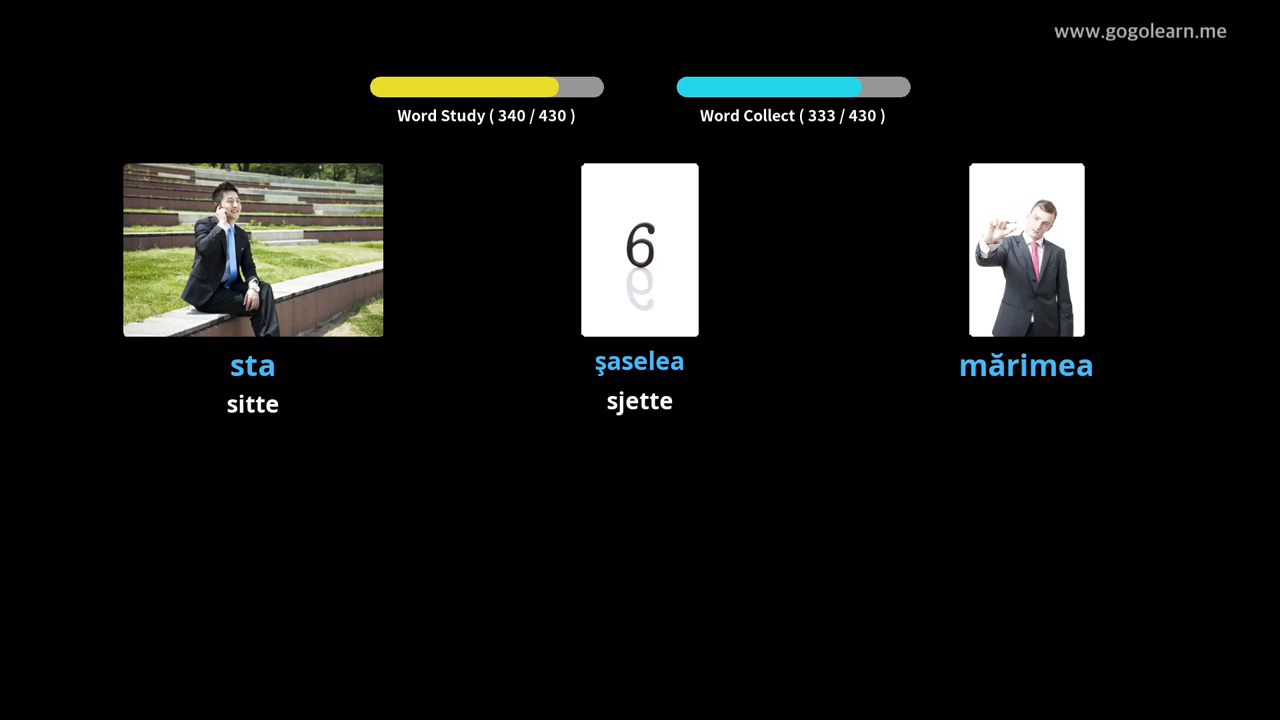 www.gogolearn.me
Word Study ( 340 / 430 )
Word Collect ( 333 / 430 )
6
sta
sitte
şaselea
sjette
mărimea